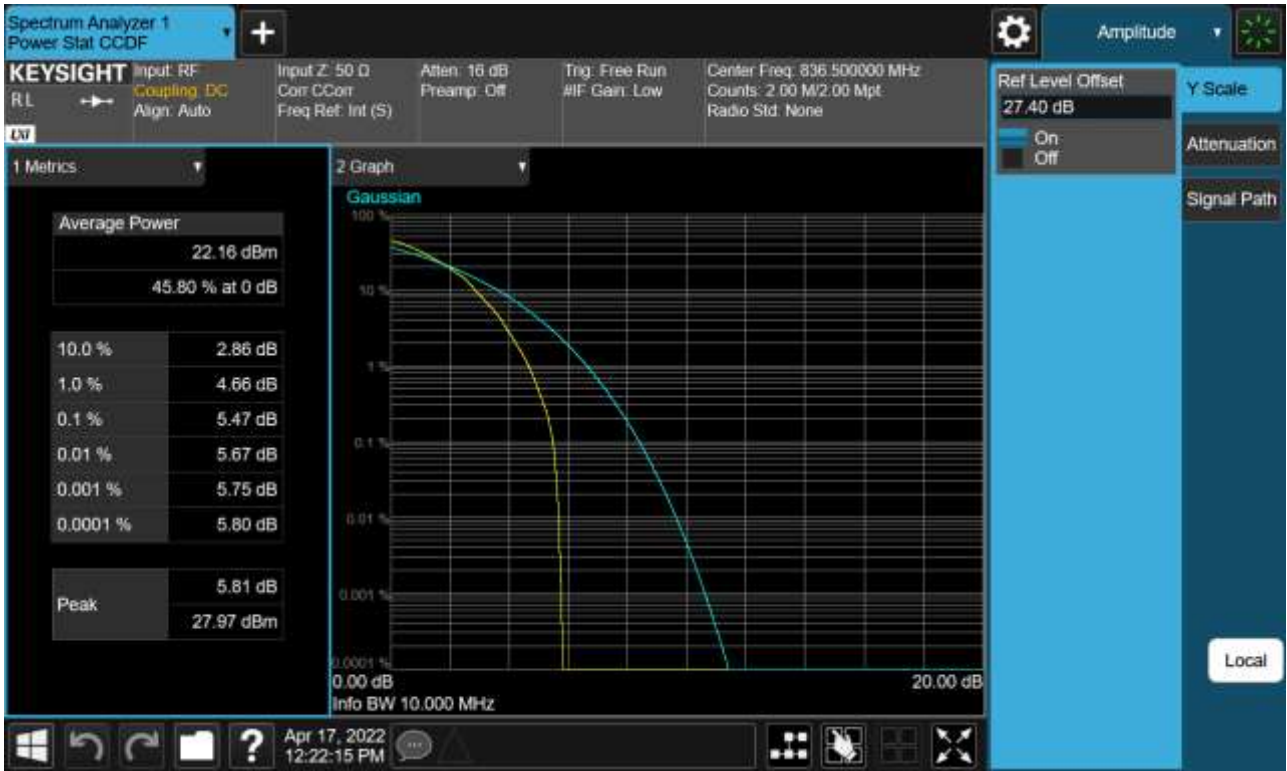 Spectrum Analyzer 1
Power Stat CCDF
+
Amplitude
KEYSIGHT
RL
LXI
Input: RF
Coupling: DC
Align: Auto
Input Z: 50 Ω
Corr CCorr
Freq Ref: Int (S)
Atten: 16 dB
Preamp: Off
Trig: Free Run
#IF Gain: Low
Center Freq: 836.500000 MHz
Counts: 2.00 M/2.00 Mpt
Radio Std: None
Ref Level Offset
27.40 dB
On
Off
Y Scale
Attenuation
Signal Path
Local
1 Metrics
Average Power
22.16 dBm
45.80 % at 0 dB
10.0 % 2.86 dB
1.0 % 4.66 dB
0.1 % 5.47 dB
0.01 % 5.67 dB
0.001 % 5.75 dB
0.0001 % 5.80 dB
Peak
5.81 dB
27.97 dBm
2 Graph
Gaussian
100 %
10 %
1 %
0.1 %
0.01 %
0.001 %
0.0001 %
0.00 dB 20.00 dB
Info BW 10.000 MHz
?
Apr 17, 2022
12:22:15 PM